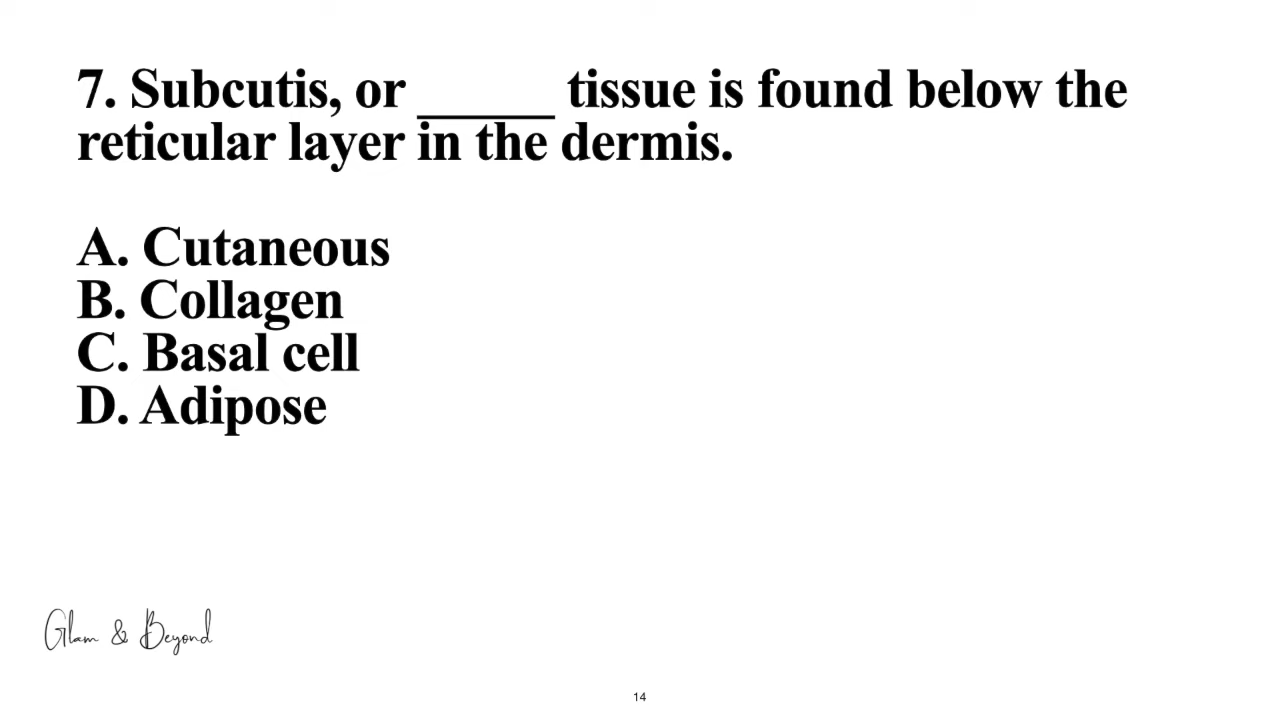 7. Subcutis, or _____ tissue is found below the
reticular layer in the dermis.
A. Cutaneous
B. Collagen
C. Basal cell
D. Adipose
Glam & Beyond
14